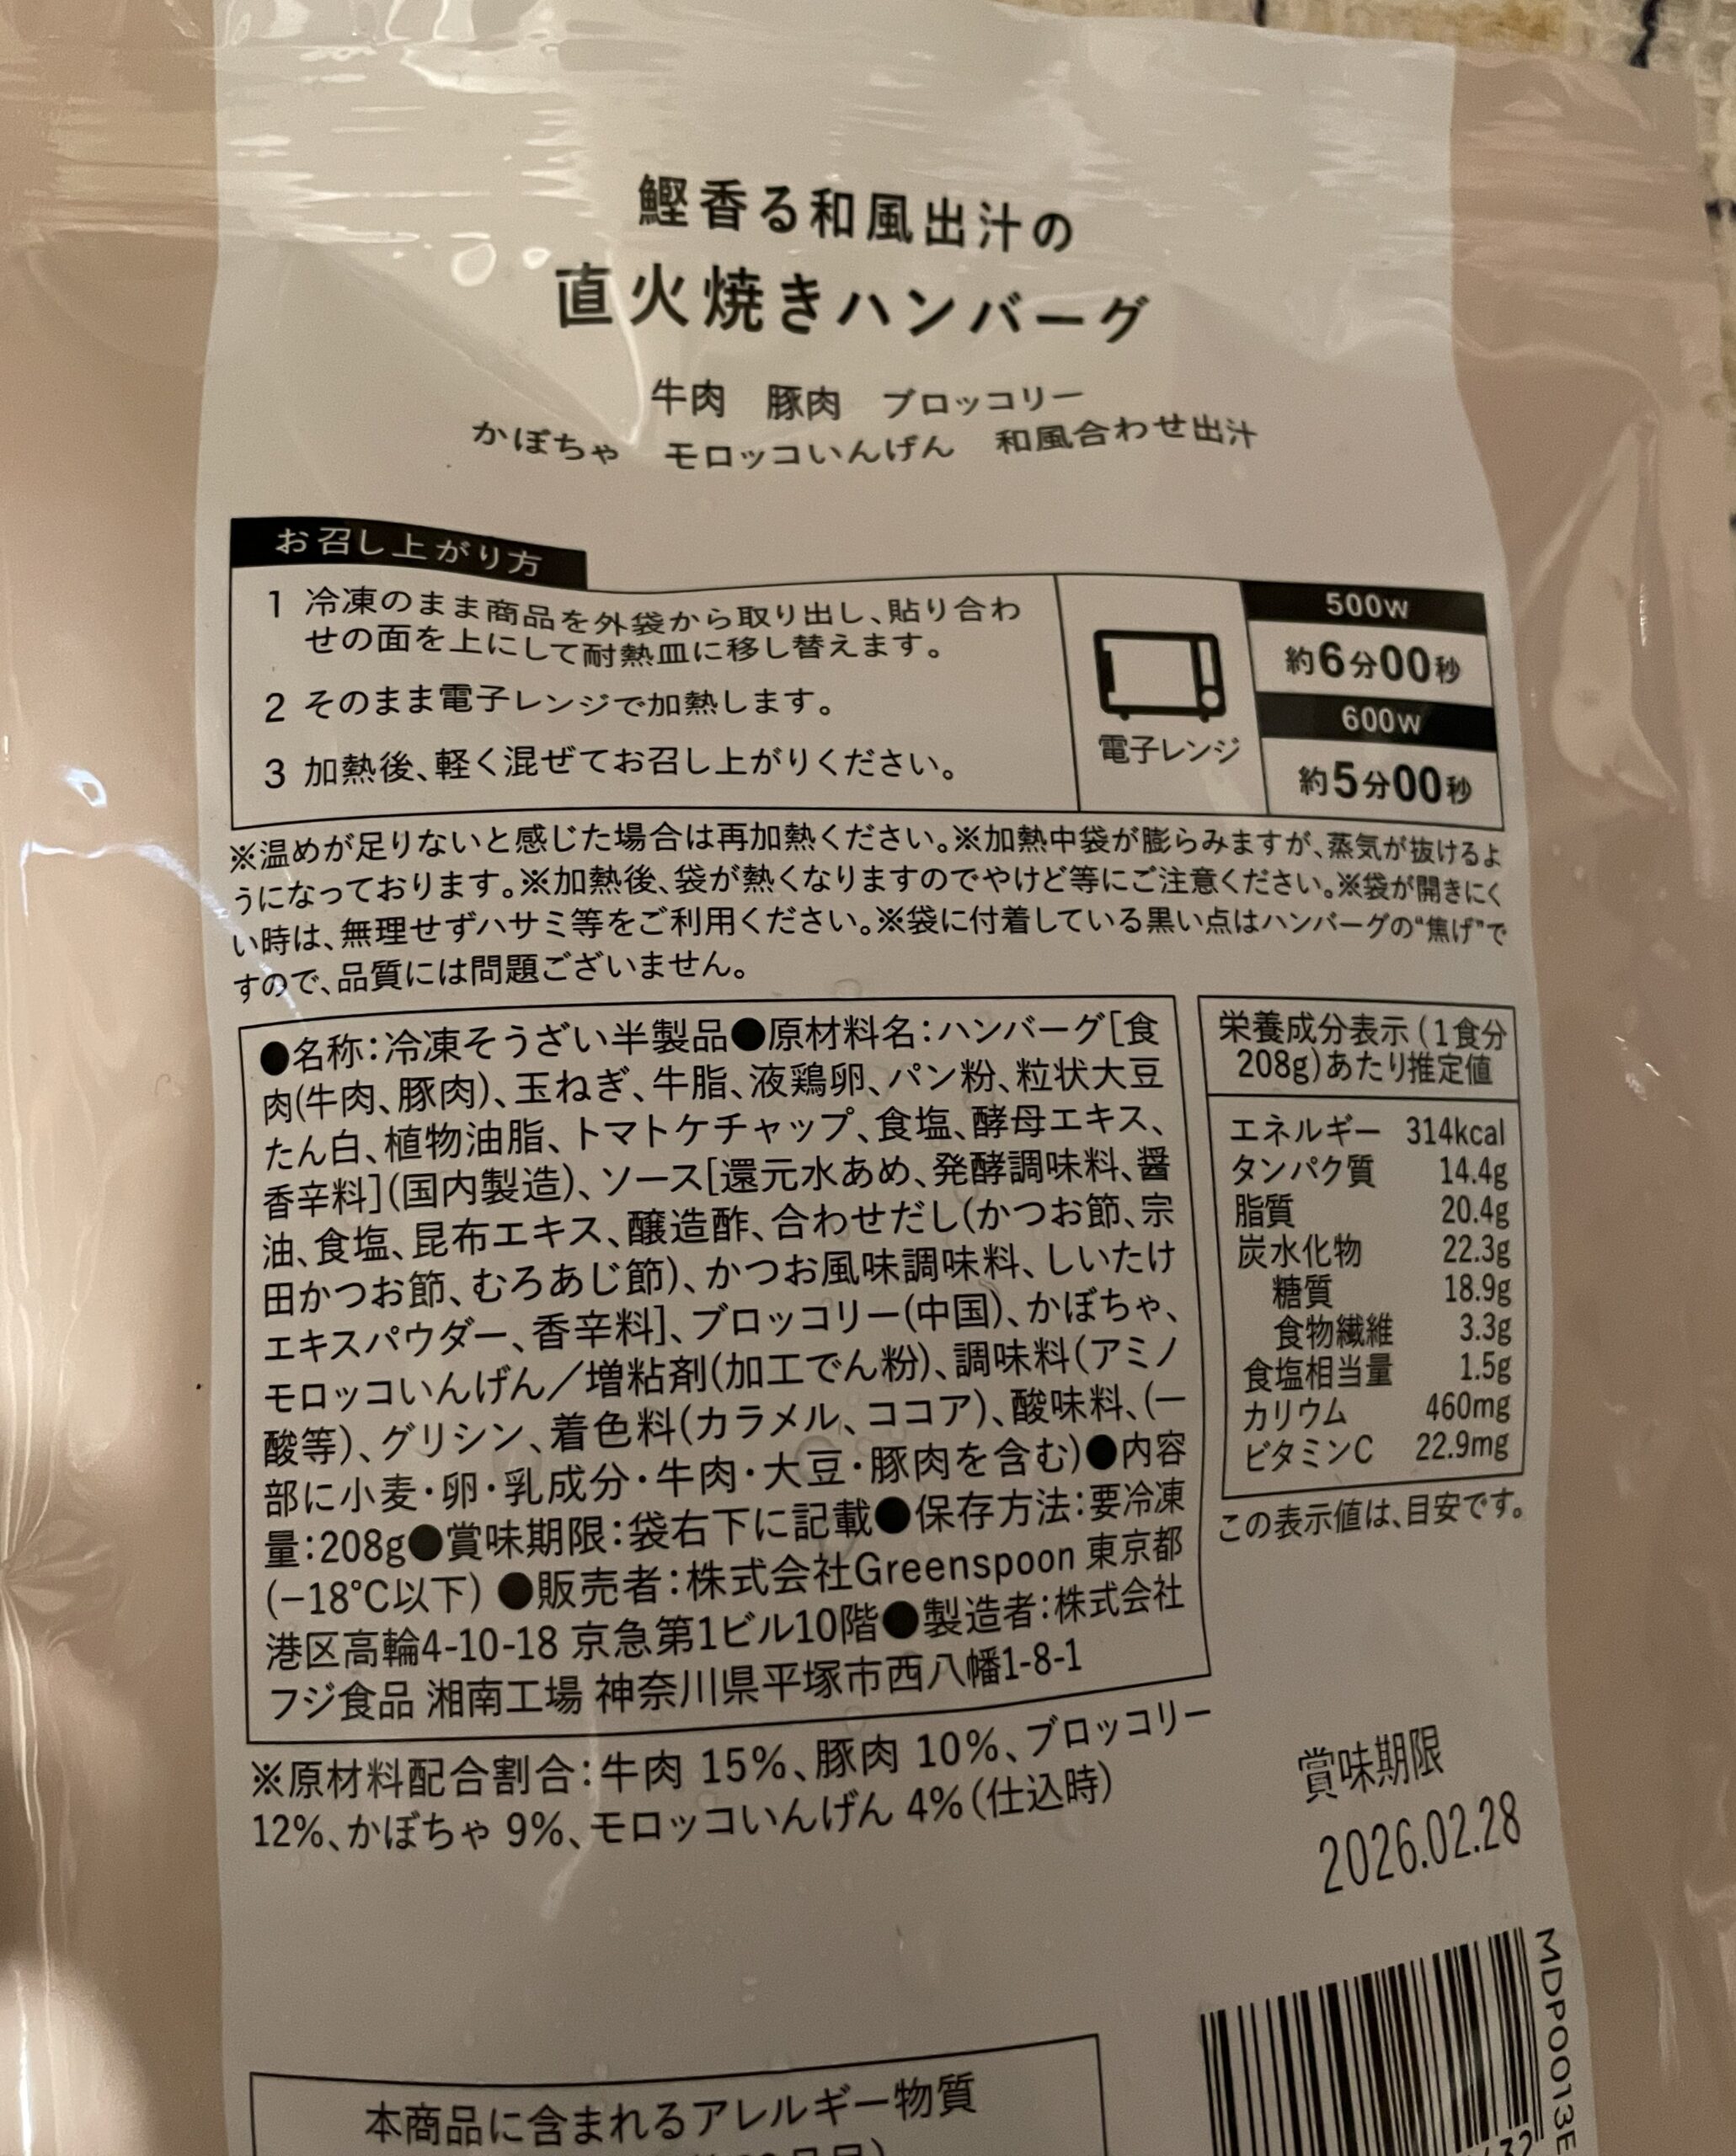 鰹香る和風出汁の
直火焼きハンバーグ
牛肉 豚肉 ブロッコリー
かぼちゃ モロッコいんげん 和風合わせ出汁
お召し上がり方
1 冷凍のまま商品を外袋から取り出し、貼り合わ
せの面を上にして耐熱皿に移し替えます。
2 そのまま電子レンジで加熱します。
3 加熱後、軽く混ぜてお召し上がりください。
電子レンジ
500w
約6分00秒
600w
約5分00秒
※温めが足りないと感じた場合は再加熱ください。※加熱中袋が膨らみますが、蒸気が抜けるよ
うになっております。※加熱後、袋が熱くなりますのでやけど等にご注意ください。※袋が開きにく
い時は、無理せずハサミ等をご利用ください。※袋に付着している黒い点はハンバーグの“焦げ”で
すので、品質には問題ございません。
●名称：冷凍そうざい半製品●原材料名：ハンバーグ[食
肉(牛肉、豚肉)、玉ねぎ、牛脂、液鶏卵、パン粉、粒状大豆
たん白、植物油脂、トマトケチャップ、食塩、酵母エキス、
香辛料](国内製造)、ソース[還元水あめ、発酵調味料、醤
油、食塩、昆布エキス、醸造酢、合わせだし(かつお節、宗
田かつお節、むろあじ節)、かつお風味調味料、しいたけ
エキスパウダー、香辛料]、ブロッコリー(中国)、かぼちゃ、
モロッコいんげん／増粘剤(加工でん粉)、調味料(アミノ
酸等)、グリシン、着色料(カラメル、ココア)、酸味料、(一
部に小麦・卵・乳成分・牛肉・大豆・豚肉を含む)●内容
量：208g●賞味期限：袋右下に記載●保存方法：要冷凍
(−18℃以下) ●販売者：株式会社Greenspoon 東京都
港区高輪4-10-18 京急第1ビル10階●製造者：株式会社
フジ食品 湘南工場 神奈川県平塚市西八幡1-8-1
栄養成分表示（1食分
208g）あたり推定値
エネルギー 314kcal
タンパク質 14.4g
脂質 20.4g
炭水化物 22.3g
糖質 18.9g
食物繊維 3.3g
食塩相当量 1.5g
カリウム 460mg
ビタミンC 22.9mg
この表示値は、目安です。
※原材料配合割合：牛肉 15%、豚肉 10%、ブロッコリー
12%、かぼちゃ 9%、モロッコいんげん 4%（仕込時）
賞味期限
2026.02.28
MDP0013E
本商品に含まれるアレルギー物質